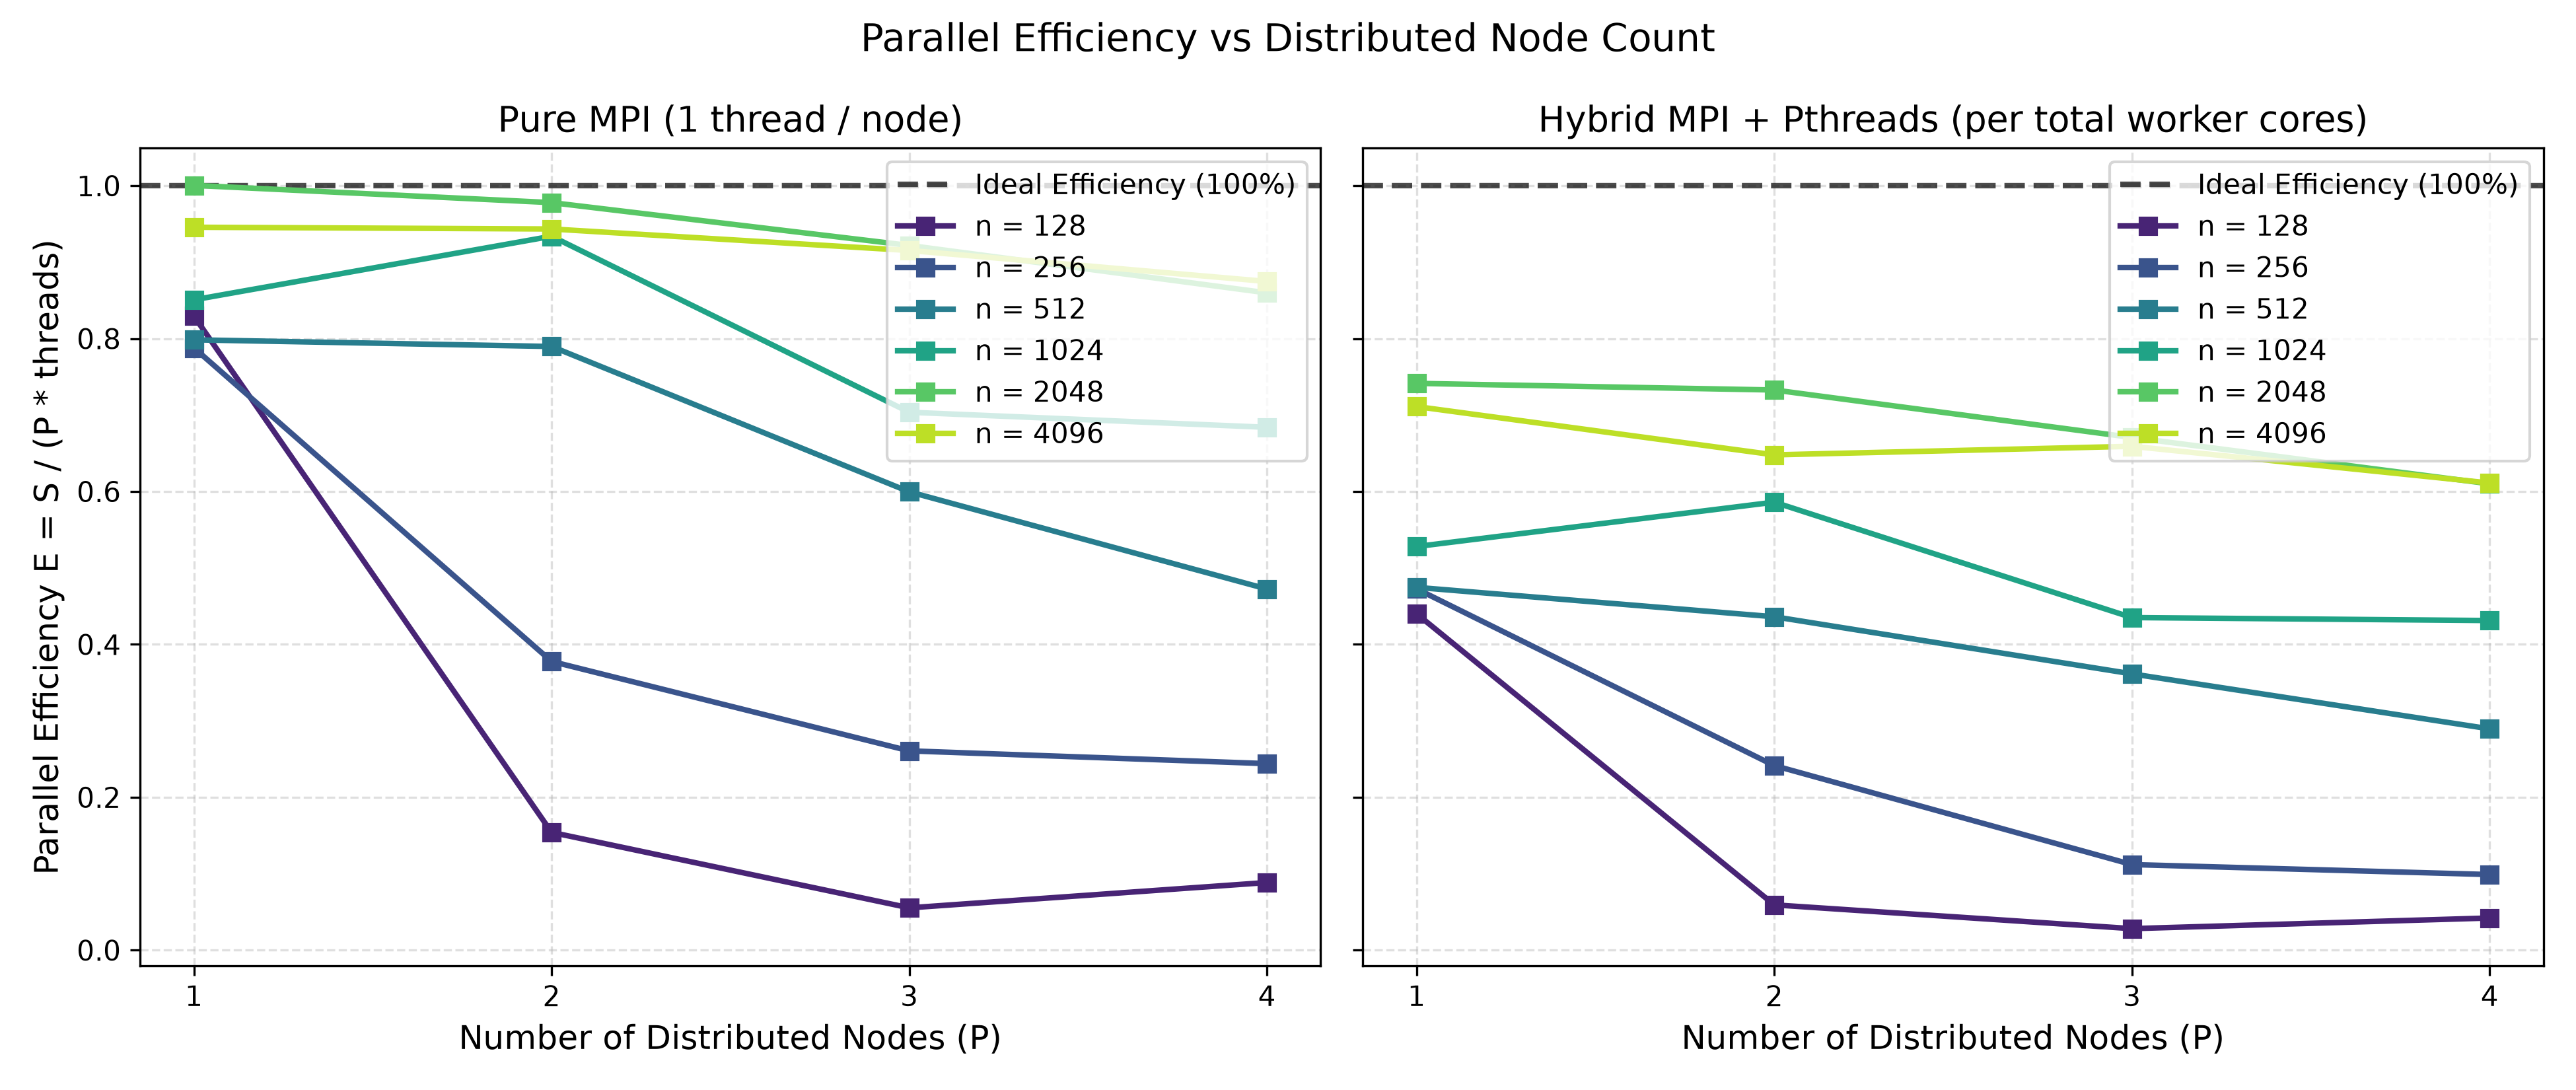 Parallel Efficiency vs Distributed Node Count
Pure MPI (1 thread / node)
Parallel Efficiency E = S / (P * threads)
1.0
0.8
0.6
0.4
0.2
0.0
1
2
3
4
Number of Distributed Nodes (P)
Ideal Efficiency (100%)
n = 128
n = 256
n = 512
n = 1024
n = 2048
n = 4096
Hybrid MPI + Pthreads (per total worker cores)
Ideal Efficiency (100%)
n = 128
n = 256
n = 512
n = 1024
n = 2048
n = 4096
1
2
3
4
Number of Distributed Nodes (P)